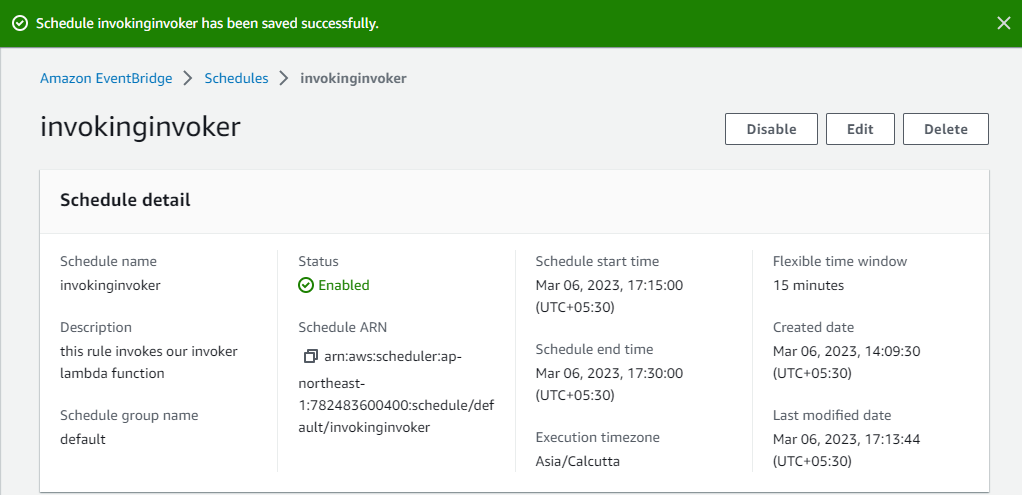 Schedule invokinginvoker has been saved successfully.
Amazon EventBridge > Schedules > invokinginvoker
invokinginvoker
Disable
Edit
Delete
Schedule detail
Schedule name
invokinginvoker
Description
this rule invokes our invoker
lambda function
Schedule group name
default
Status
Enabled
Schedule ARN
arn:aws:scheduler:ap-
northeast-
1:782483600400:schedule/def
ault/invokinginvoker
Schedule start time
Mar 06, 2023, 17:15:00
(UTC+05:30)
Schedule end time
Mar 06, 2023, 17:30:00
(UTC+05:30)
Execution timezone
Asia/Calcutta
Flexible time window
15 minutes
Created date
Mar 06, 2023, 14:09:30
(UTC+05:30)
Last modified date
Mar 06, 2023, 17:13:44
(UTC+05:30)